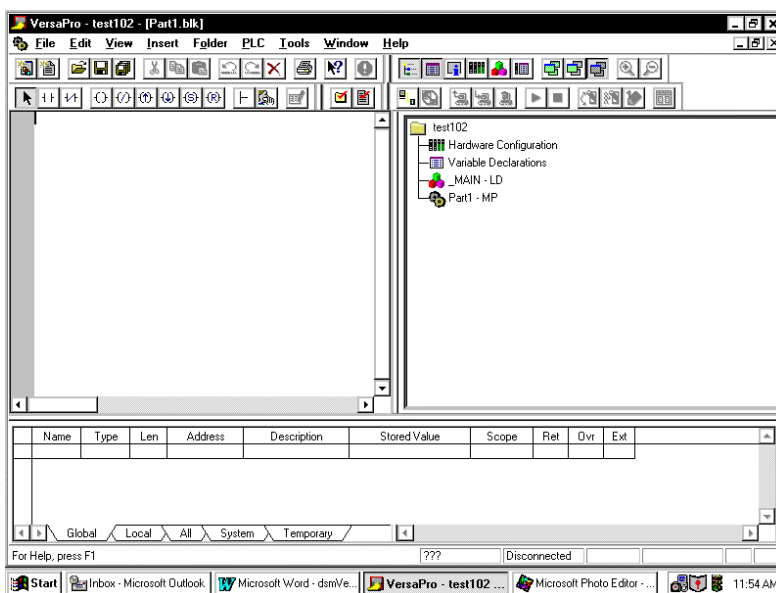 VersaPro - test102 - [Part1.blk]
File Edit View Insert Folder PLC Tools Window Help
test102
Hardware Configuration
Variable Declarations
_MAIN - LD
Part1 - MP
Name Type Len Address Description Stored Value Scope Ret Ovr Ext
Global Local All System Temporary
For Help, press F1 ??? Disconnected
Start Inbox - Microsoft Outlook Microsoft Word - dsmVe... VersaPro - test102 ... Microsoft Photo Editor - ... 11:54 AM